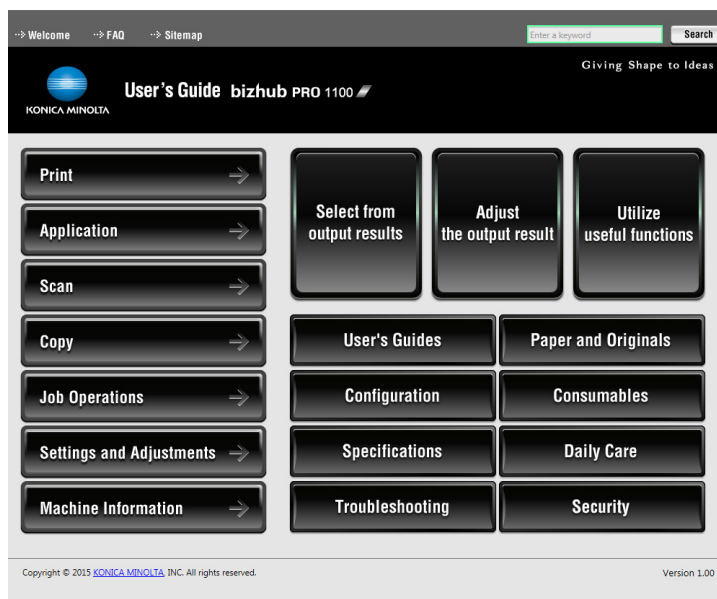 Welcome FAQ Sitemap
Enter a keyword Search
Giving Shape to Ideas
KONICA MINOLTA
User's Guide bizhub PRO 1100
Print
Application
Scan
Copy
Job Operations
Settings and Adjustments
Machine Information
Select from
output results
Adjust
the output result
Utilize
useful functions
User's Guides Paper and Originals
Configuration Consumables
Specifications Daily Care
Troubleshooting Security
Copyright © 2015 KONICA MINOLTA, INC. All rights reserved. Version 1.00